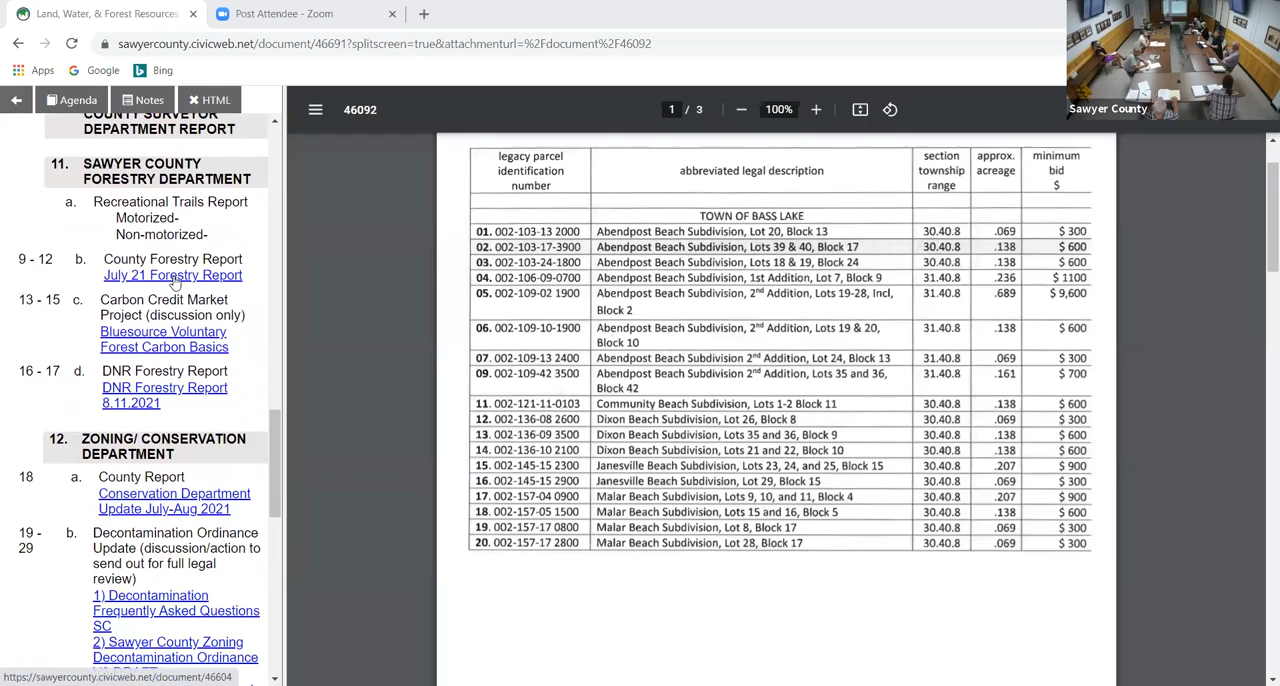 Land, Water, & Forest Resources
Post Attendee - Zoom
sawyercounty.civicweb.net/document/46691?splitscreen=true&attachmenturl=%2Fdocument%2F46092
Apps
Google
Bing
Sawyer County
Agenda
Notes
HTML
46092
1 / 3
100%
COUNTY SURVEYOR
DEPARTMENT REPORT
11. SAWYER COUNTY
FORESTRY DEPARTMENT
a. Recreational Trails Report
Motorized-
Non-motorized-
9 - 12 b. County Forestry Report
July 21 Forestry Report
13 - 15 c. Carbon Credit Market
Project (discussion only)
Bluesource Voluntary
Forest Carbon Basics
16 - 17 d. DNR Forestry Report
DNR Forestry Report
8.11.2021
12. ZONING/ CONSERVATION
DEPARTMENT
18 a. County Report
Conservation Department
Update July-Aug 2021
19 - b. Decontamination Ordinance
29 Update (discussion/action to
send out for full legal
review)
1) Decontamination
Frequently Asked Questions
SC
2) Sawyer County Zoning
Decontamination Ordinance
https://sawyercounty.civicweb.net/document/46604
legacy parcel identification number abbreviated legal description section township range approx. acreage minimum bid $
TOWN OF BASS LAKE
01. 002-103-13 2000 Abendpost Beach Subdivision, Lot 20, Block 13 30.40.8 .069 $ 300
02. 002-103-17-3900 Abendpost Beach Subdivision, Lots 39 & 40, Block 17 30.40.8 .138 $ 600
03. 002-103-24-1800 Abendpost Beach Subdivision, Lots 18 & 19, Block 24 30.40.8 .138 $ 600
04. 002-106-09-0700 Abendpost Beach Subdivision, 1st Addition, Lot 7, Block 9 31.40.8 .236 $ 1100
05. 002-109-02 1900 Abendpost Beach Subdivision, 2nd Addition, Lots 19-28, Incl, 31.40.8 .689 $ 9,600
Block 2
06. 002-109-10-1900 Abendpost Beach Subdivision, 2nd Addition, Lots 19 & 20, 31.40.8 .138 $ 600
Block 10
07. 002-109-13 2400 Abendpost Beach Subdivision 2nd Addition, Lot 24, Block 13 31.40.8 .069 $ 300
09. 002-109-42 3500 Abendpost Beach Subdivision 2nd Addition, Lots 35 and 36, 31.40.8 .161 $ 700
Block 42
11. 002-121-11-0103 Community Beach Subdivision, Lots 1-2 Block 11 30.40.8 .138 $ 600
12. 002-136-08 2600 Dixon Beach Subdivision, Lot 26, Block 8 30.40.8 .069 $ 300
13. 002-136-09 3500 Dixon Beach Subdivision, Lots 35 and 36, Block 9 30.40.8 .138 $ 600
14. 002-136-10 2100 Dixon Beach Subdivision, Lots 21 and 22, Block 10 30.40.8 .138 $ 600
15. 002-145-15 2300 Janesville Beach Subdivision, Lots 23, 24, and 25, Block 15 30.40.8 .207 $ 900
16. 002-145-15 2900 Janesville Beach Subdivision, Lot 29, Block 15 30.40.8 .069 $ 300
17. 002-157-04 0900 Malar Beach Subdivision, Lots 9, 10, and 11, Block 4 30.40.8 .207 $ 900
18. 002-157-05 1500 Malar Beach Subdivision, Lots 15 and 16, Block 5 30.40.8 .138 $ 600
19. 002-157-17 0800 Malar Beach Subdivision, Lot 8, Block 17 30.40.8 .069 $ 300
20. 002-157-17 2800 Malar Beach Subdivision, Lot 28, Block 17 30.40.8 .069 $ 300